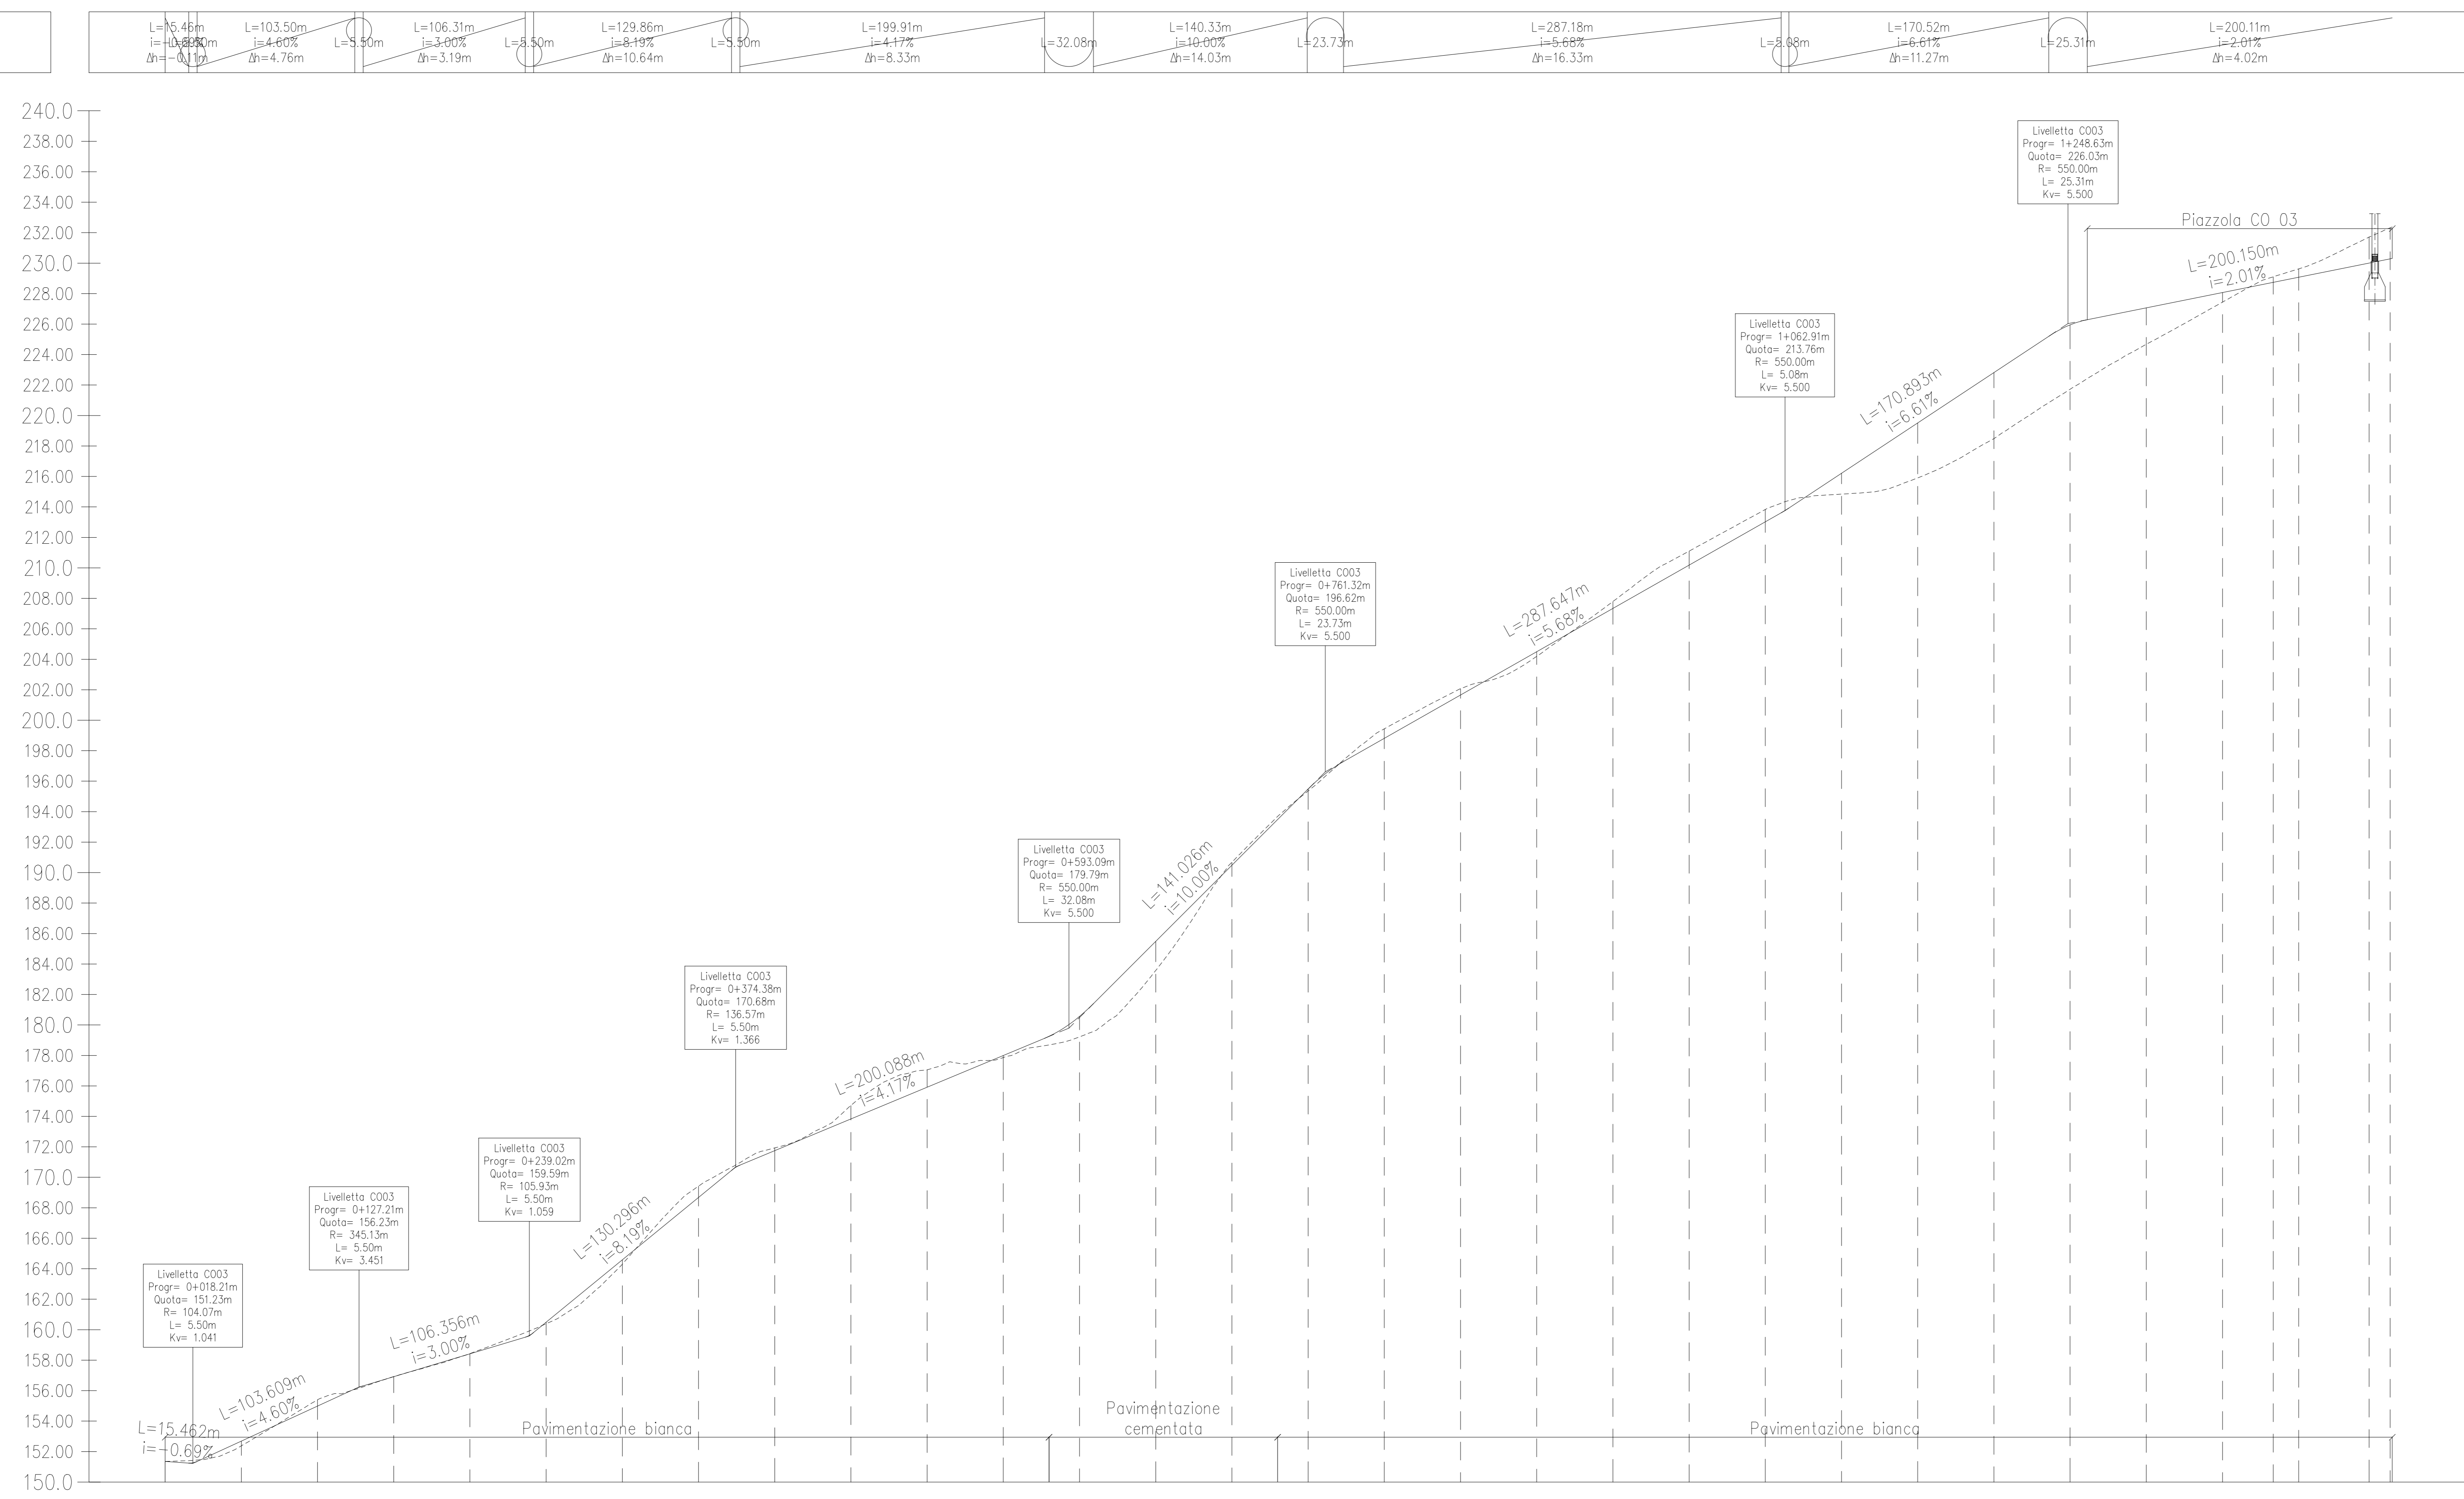 L=15.46m
i=-0.69%
Δh=-0.11m
L=5.50m
L=103.50m
i=4.60%
Δh=4.76m
L=5.50m
L=106.31m
i=3.00%
Δh=3.19m
L=5.50m
L=129.86m
i=8.19%
Δh=10.64m
L=5.50m
L=199.91m
i=4.17%
Δh=8.33m
L=32.08m
L=140.33m
i=10.00%
Δh=14.03m
L=23.73m
L=287.18m
i=5.68%
Δh=16.33m
L=5.08m
L=170.52m
i=6.61%
Δh=11.27m
L=25.31m
L=200.11m
i=2.01%
Δh=4.02m
240.0
238.00
236.00
234.00
232.00
230.0
228.00
226.00
224.00
222.00
220.0
218.00
216.00
214.00
212.00
210.0
208.00
206.00
204.00
202.00
200.0
198.00
196.00
194.00
192.00
190.0
188.00
186.00
184.00
182.00
180.0
178.00
176.00
174.00
172.00
170.0
168.00
166.00
164.00
162.00
160.0
158.00
156.00
154.00
152.00
150.0
Livelletta CO03
Progr= 0+018.21m
Quota= 151.23m
R= 104.07m
L= 5.50m
Kv= 1.041
Livelletta CO03
Progr= 0+127.21m
Quota= 156.23m
R= 345.13m
L= 5.50m
Kv= 3.451
Livelletta CO03
Progr= 0+239.02m
Quota= 159.59m
R= 105.93m
L= 5.50m
Kv= 1.059
Livelletta CO03
Progr= 0+374.38m
Quota= 170.68m
R= 136.57m
L= 5.50m
Kv= 1.366
Livelletta CO03
Progr= 0+593.09m
Quota= 179.79m
R= 550.00m
L= 32.08m
Kv= 5.500
Livelletta CO03
Progr= 0+761.32m
Quota= 196.62m
R= 550.00m
L= 23.73m
Kv= 5.500
Livelletta CO03
Progr= 1+062.91m
Quota= 213.76m
R= 550.00m
L= 5.08m
Kv= 5.500
Livelletta CO03
Progr= 1+248.63m
Quota= 226.03m
R= 550.00m
L= 25.31m
Kv= 5.500
Piazzola CO 03
L=15.462m
i=-0.69%
L=103.609m
i=4.60%
L=106.356m
i=3.00%
L=130.296m
i=8.19%
L=200.088m
i=4.17%
L=141.026m
i=10.00%
L=287.647m
i=5.68%
L=170.893m
i=6.61%
L=200.150m
i=2.01%
Pavimentazione bianca
Pavimentazione
cementata
Pavimentazione bianca